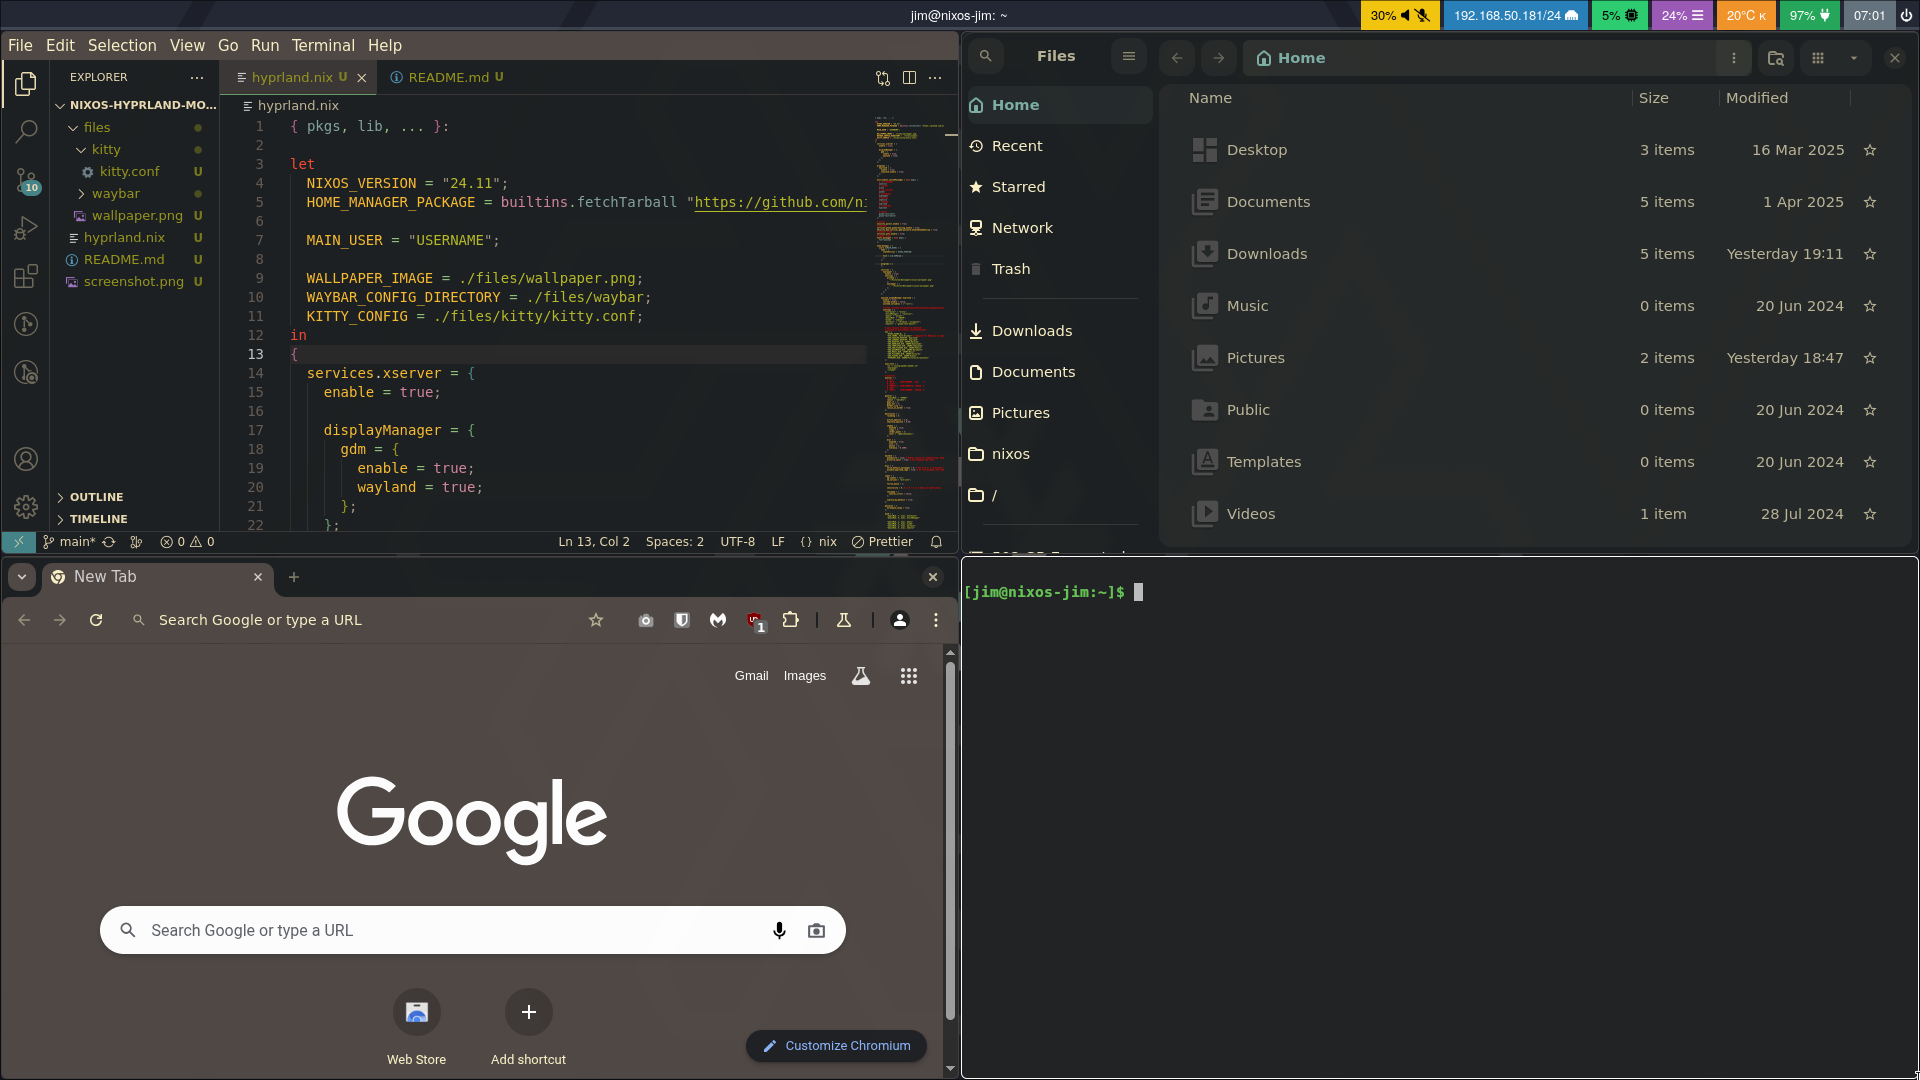 jim@nixos-jim: ~
30%
192.168.50.181/24
5%
24%
20°C
97%
07:01
File Edit Selection View Go Run Terminal Help
EXPLORER
hyprland.nix U
README.md U
NIXOS-HYPRLAND-MO...
files
kitty
kitty.conf U
waybar
wallpaper.png U
hyprland.nix U
README.md U
screenshot.png U
10
OUTLINE
TIMELINE
hyprland.nix
1 { pkgs, lib, ... }:
2
3 let
4 NIXOS_VERSION = "24.11";
5 HOME_MANAGER_PACKAGE = builtins.fetchTarball "https://github.com/ni
6
7 MAIN_USER = "USERNAME";
8
9 WALLPAPER_IMAGE = ./files/wallpaper.png;
10 WAYBAR_CONFIG_DIRECTORY = ./files/waybar;
11 KITTY_CONFIG = ./files/kitty/kitty.conf;
12 in
13 {
14 services.xserver = {
15 enable = true;
16
17 displayManager = {
18 gdm = {
19 enable = true;
20 wayland = true;
21 };
22 };
main* 0 0 Ln 13, Col 2 Spaces: 2 UTF-8 LF {} nix Prettier
Files
Home
Home
Recent
Starred
Network
Trash
Downloads
Documents
Pictures
nixos
/
Name Size Modified
Desktop 3 items 16 Mar 2025
Documents 5 items 1 Apr 2025
Downloads 5 items Yesterday 19:11
Music 0 items 20 Jun 2024
Pictures 2 items Yesterday 18:47
Public 0 items 20 Jun 2024
Templates 0 items 20 Jun 2024
Videos 1 item 28 Jul 2024
New Tab
Search Google or type a URL
1
Gmail Images
Google
Search Google or type a URL
Web Store
Add shortcut
Customize Chromium
[jim@nixos-jim:~]$